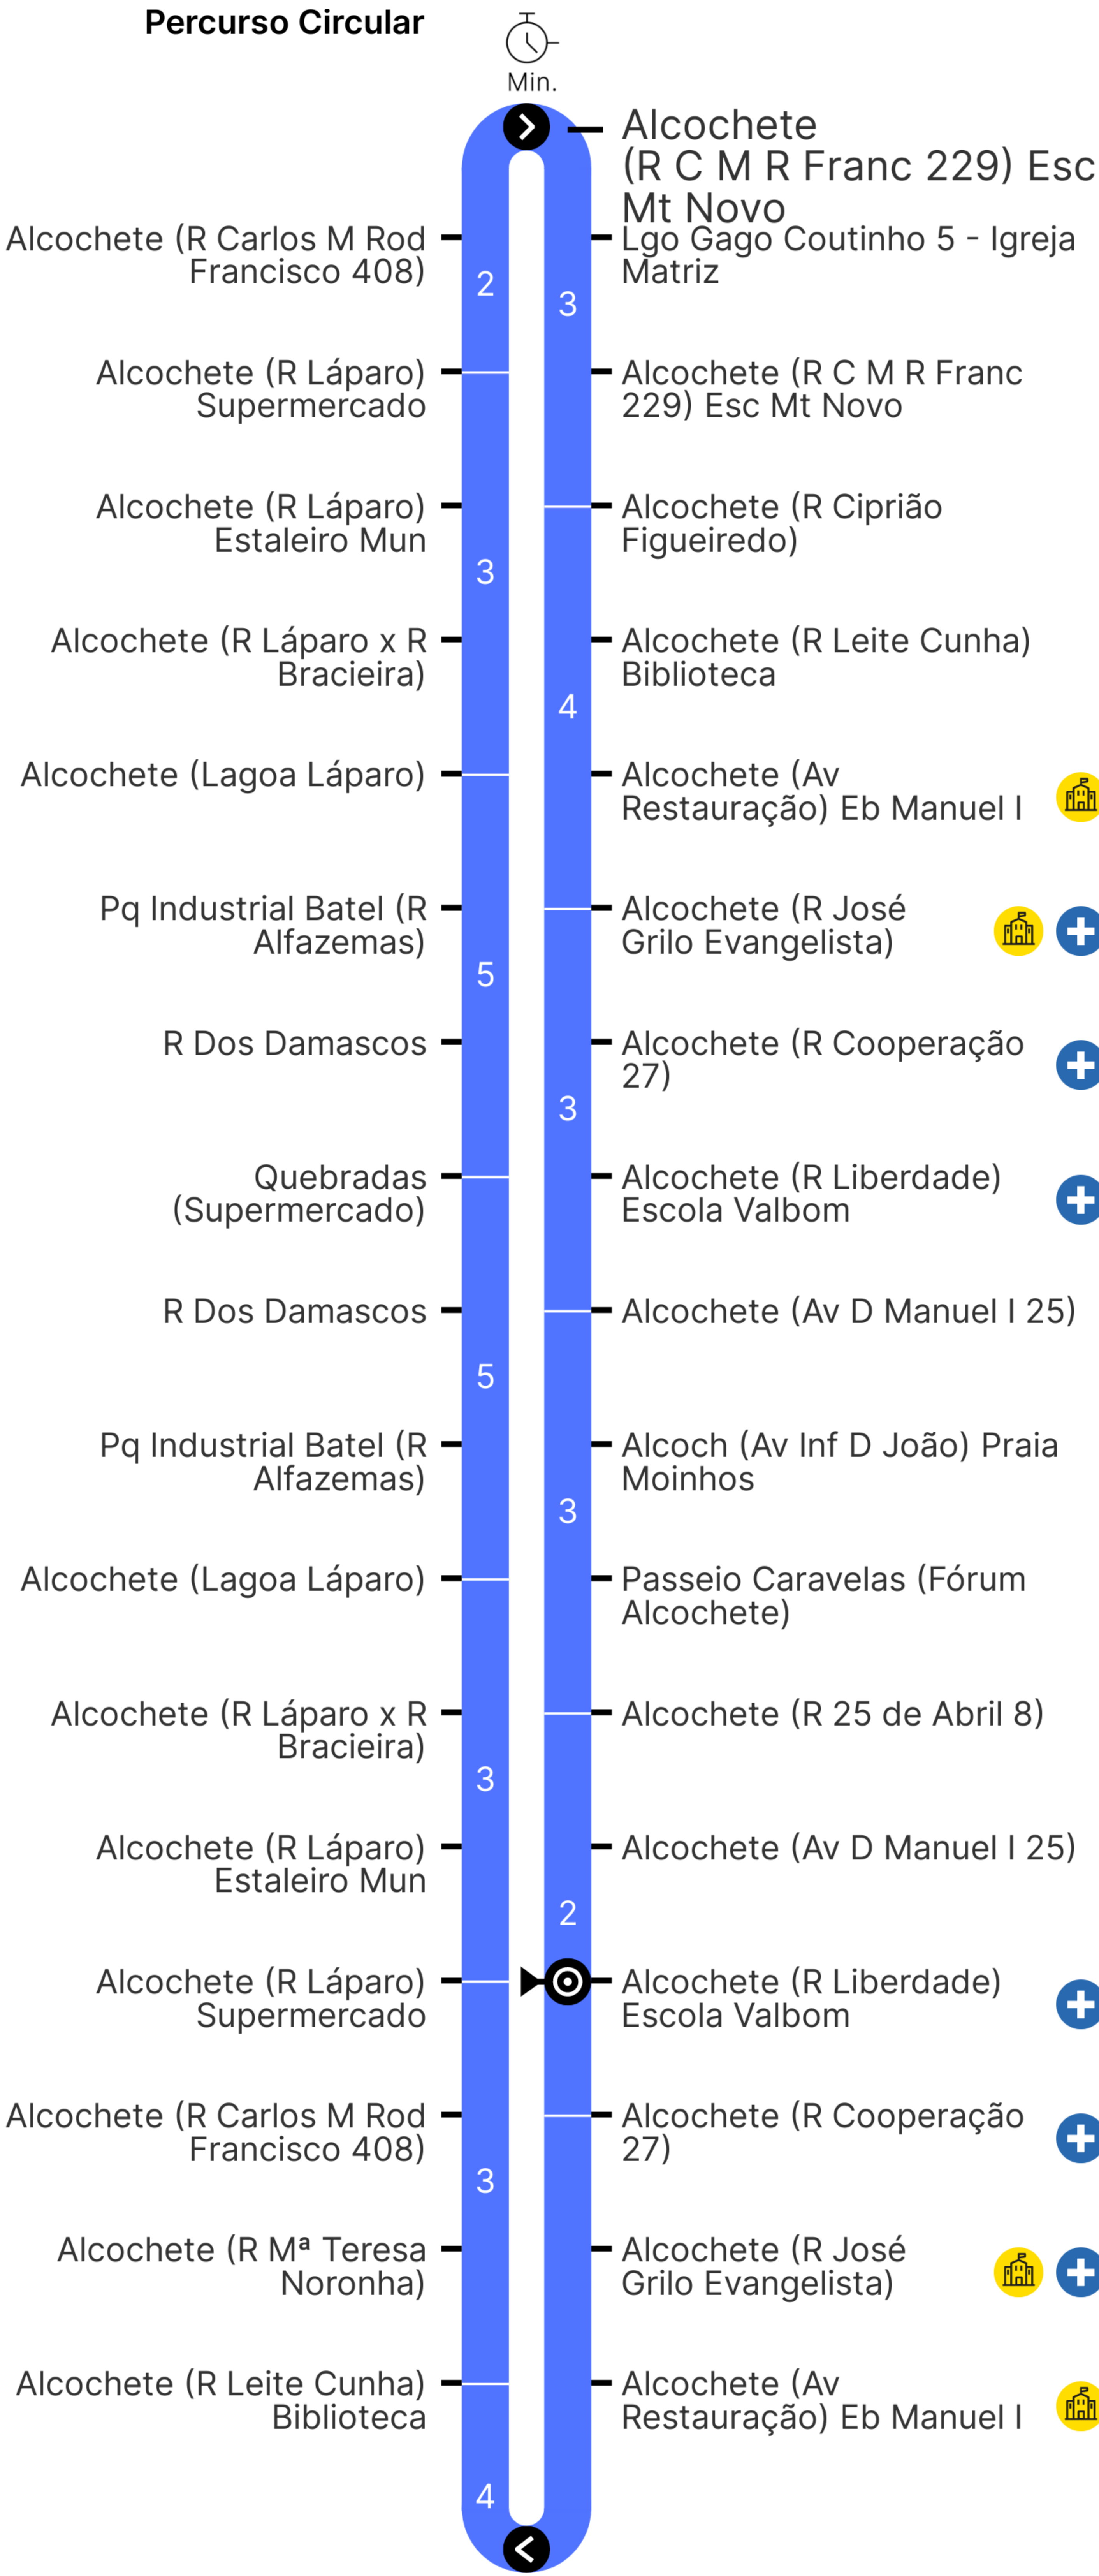 Percurso Circular
Min.
Alcochete
(R C M R Franc 229) Esc
Mt Novo
Lgo Gago Coutinho 5 - Igreja
Matriz
3
Alcochete (R C M R Franc
229) Esc Mt Novo
Alcochete (R Ciprião
Figueiredo)
Alcochete (R Leite Cunha)
Biblioteca
4
Alcochete (Av
Restauração) Eb Manuel I
Alcochete (R José
Grilo Evangelista)
Alcochete (R Cooperação
27)
3
Alcochete (R Liberdade)
Escola Valbom
Alcochete (Av D Manuel I 25)
Alcoch (Av Inf D João) Praia
Moinhos
3
Passeio Caravelas (Fórum
Alcochete)
Alcochete (R 25 de Abril 8)
Alcochete (Av D Manuel I 25)
2
Alcochete (R Liberdade)
Escola Valbom
Alcochete (R Cooperação
27)
Alcochete (R José
Grilo Evangelista)
Alcochete (Av
Restauração) Eb Manuel I
Alcochete (R Carlos M Rod
Francisco 408)
2
Alcochete (R Láparo)
Supermercado
Alcochete (R Láparo)
Estaleiro Mun
3
Alcochete (R Láparo x R
Bracieira)
Alcochete (Lagoa Láparo)
Pq Industrial Batel (R
Alfazemas)
5
R Dos Damascos
Quebradas
(Supermercado)
R Dos Damascos
5
Pq Industrial Batel (R
Alfazemas)
Alcochete (Lagoa Láparo)
Alcochete (R Láparo x R
Bracieira)
3
Alcochete (R Láparo)
Estaleiro Mun
Alcochete (R Láparo)
Supermercado
Alcochete (R Carlos M Rod
Francisco 408)
3
Alcochete (R Mª Teresa
Noronha)
Alcochete (R Leite Cunha)
Biblioteca
4